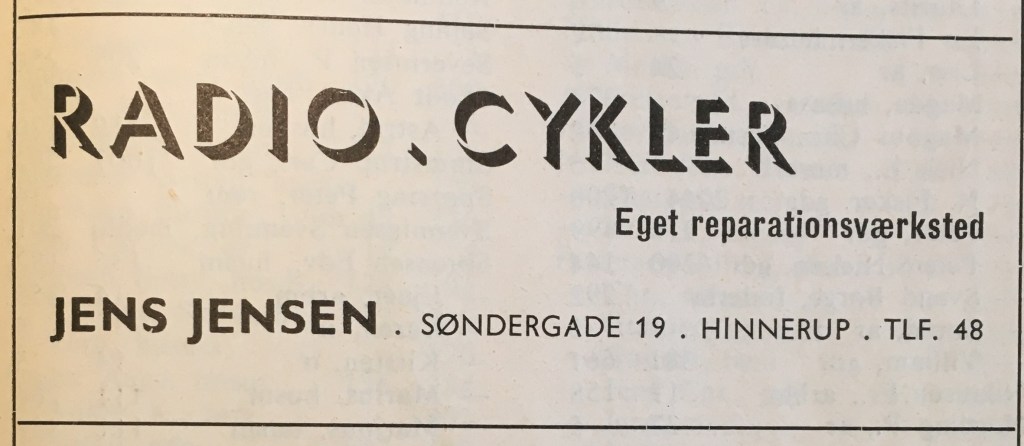 RADIO. CYKLER
Eget reparationsværksted
JENS JENSEN. SØNDERGADE 19 . HINNERUP . TLF. 48